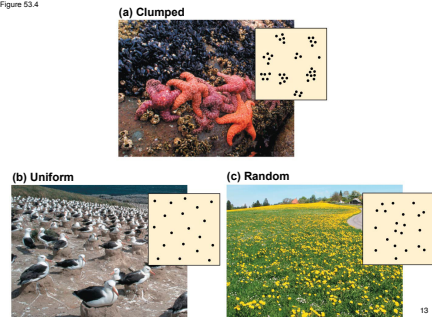 Figure 53.4
(a) Clumped
(b) Uniform
(c) Random
13